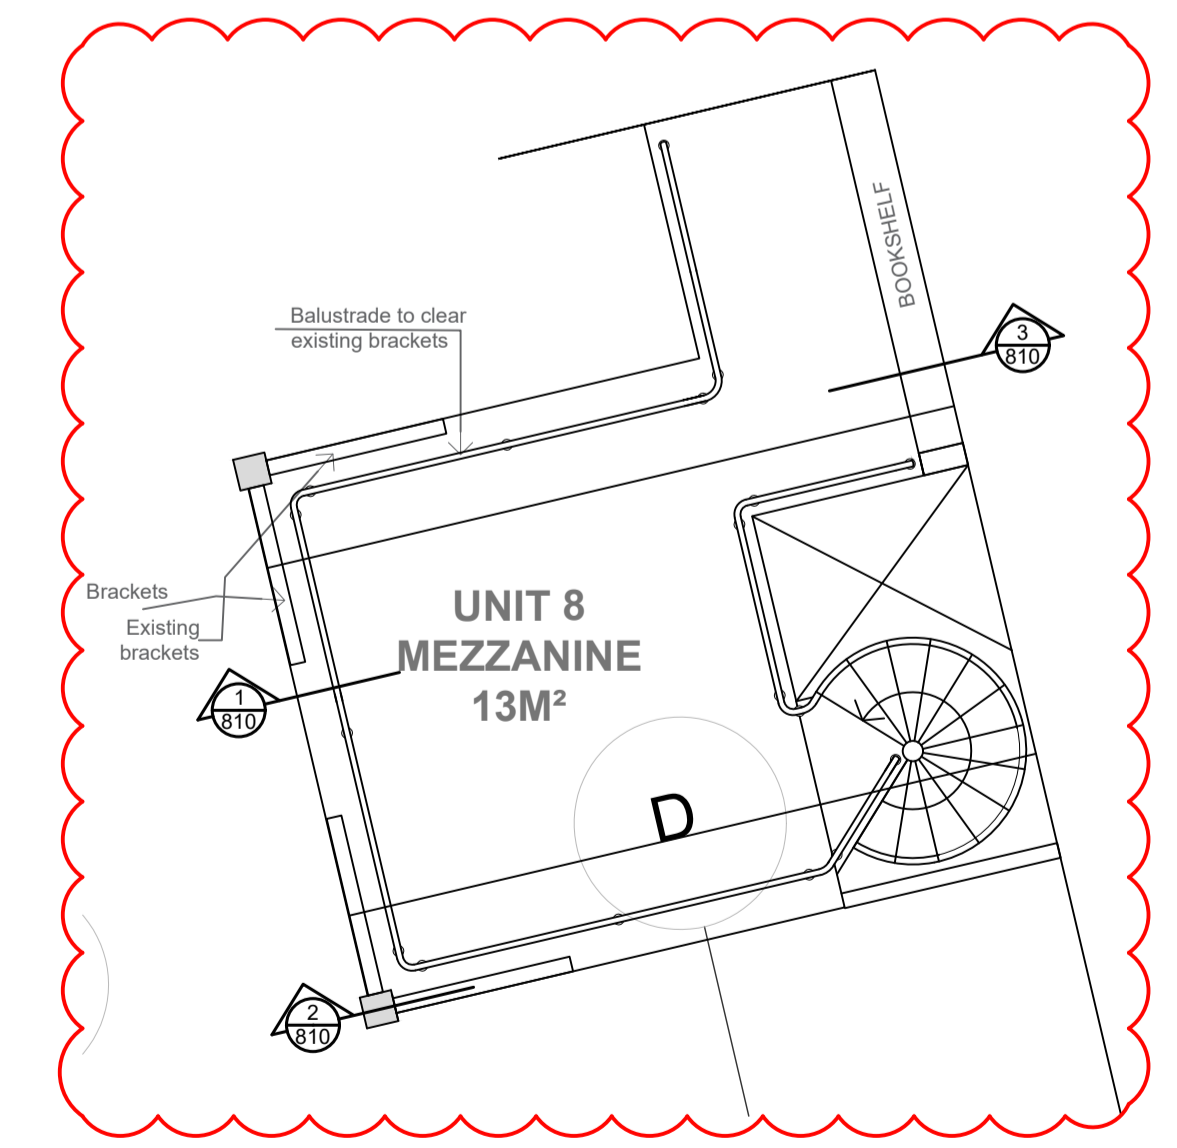 BOOKSHELF
Balustrade to clear
existing brackets
3
810
Brackets
Existing
brackets
UNIT 8
MEZZANINE
13M²
1
810
D
2
810